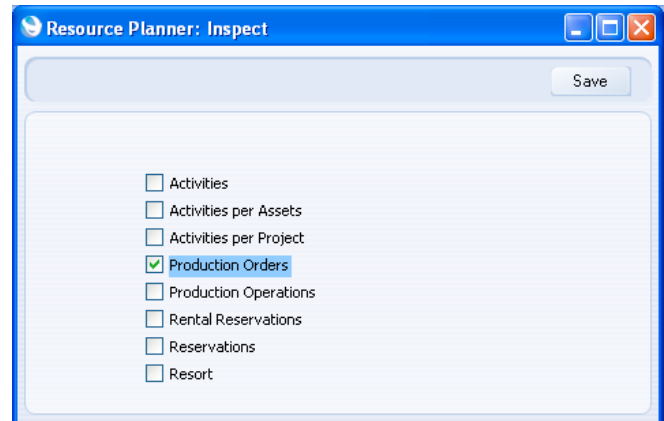 Resource Planner: Inspect
Save
Activities
Activities per Assets
Activities per Project
Production Orders
Production Operations
Rental Reservations
Reservations
Resort